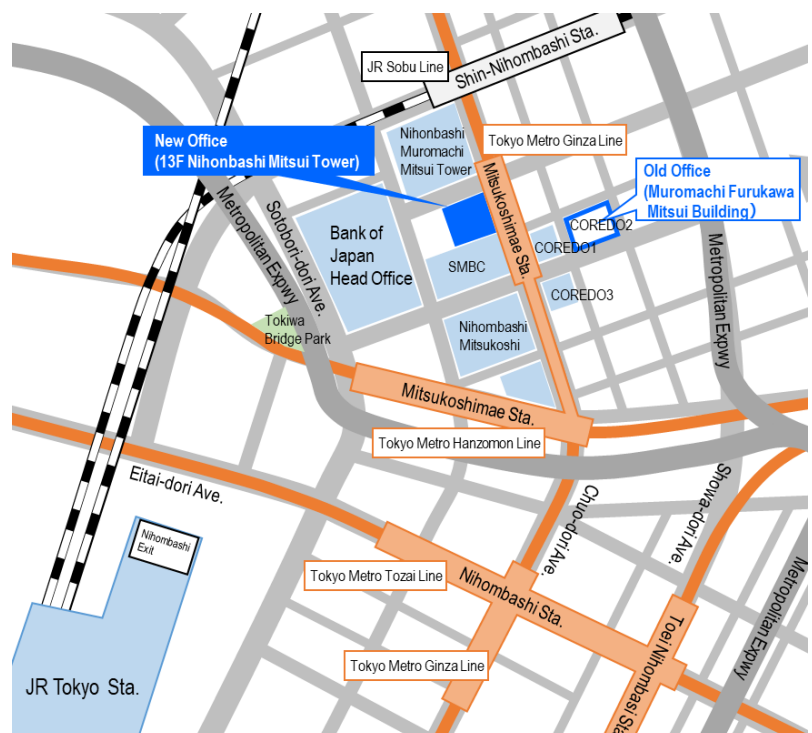 JR Sobu Line
Shin-Nihombashi Sta.
New Office
(13F Nihonbashi Mitsui Tower)
Nihonbashi
Muromachi
Mitsui Tower
Tokyo Metro Ginza Line
Old Office
(Muromachi Furukawa
Mitsui Building)
Mitsukoshimae Sta.
COREDO2
COREDO1
COREDO3
Sotobori-dori Ave.
Metropolitan Expwy
Bank of
Japan
Head Office
SMBC
Metropolitan Expwy
Tokiwa
Bridge Park
Nihombashi
Mitsukoshi
Mitsukoshimae Sta.
Tokyo Metro Hanzomon Line
Eitai-dori Ave.
Chuo-dori Ave.
Showa-dori Ave.
Nihombashi
Exit
Tokyo Metro Tozai Line
Nihombashi Sta.
Toei Nihombasi Sta
Metropolitan Expwy
Tokyo Metro Ginza Line
JR Tokyo Sta.